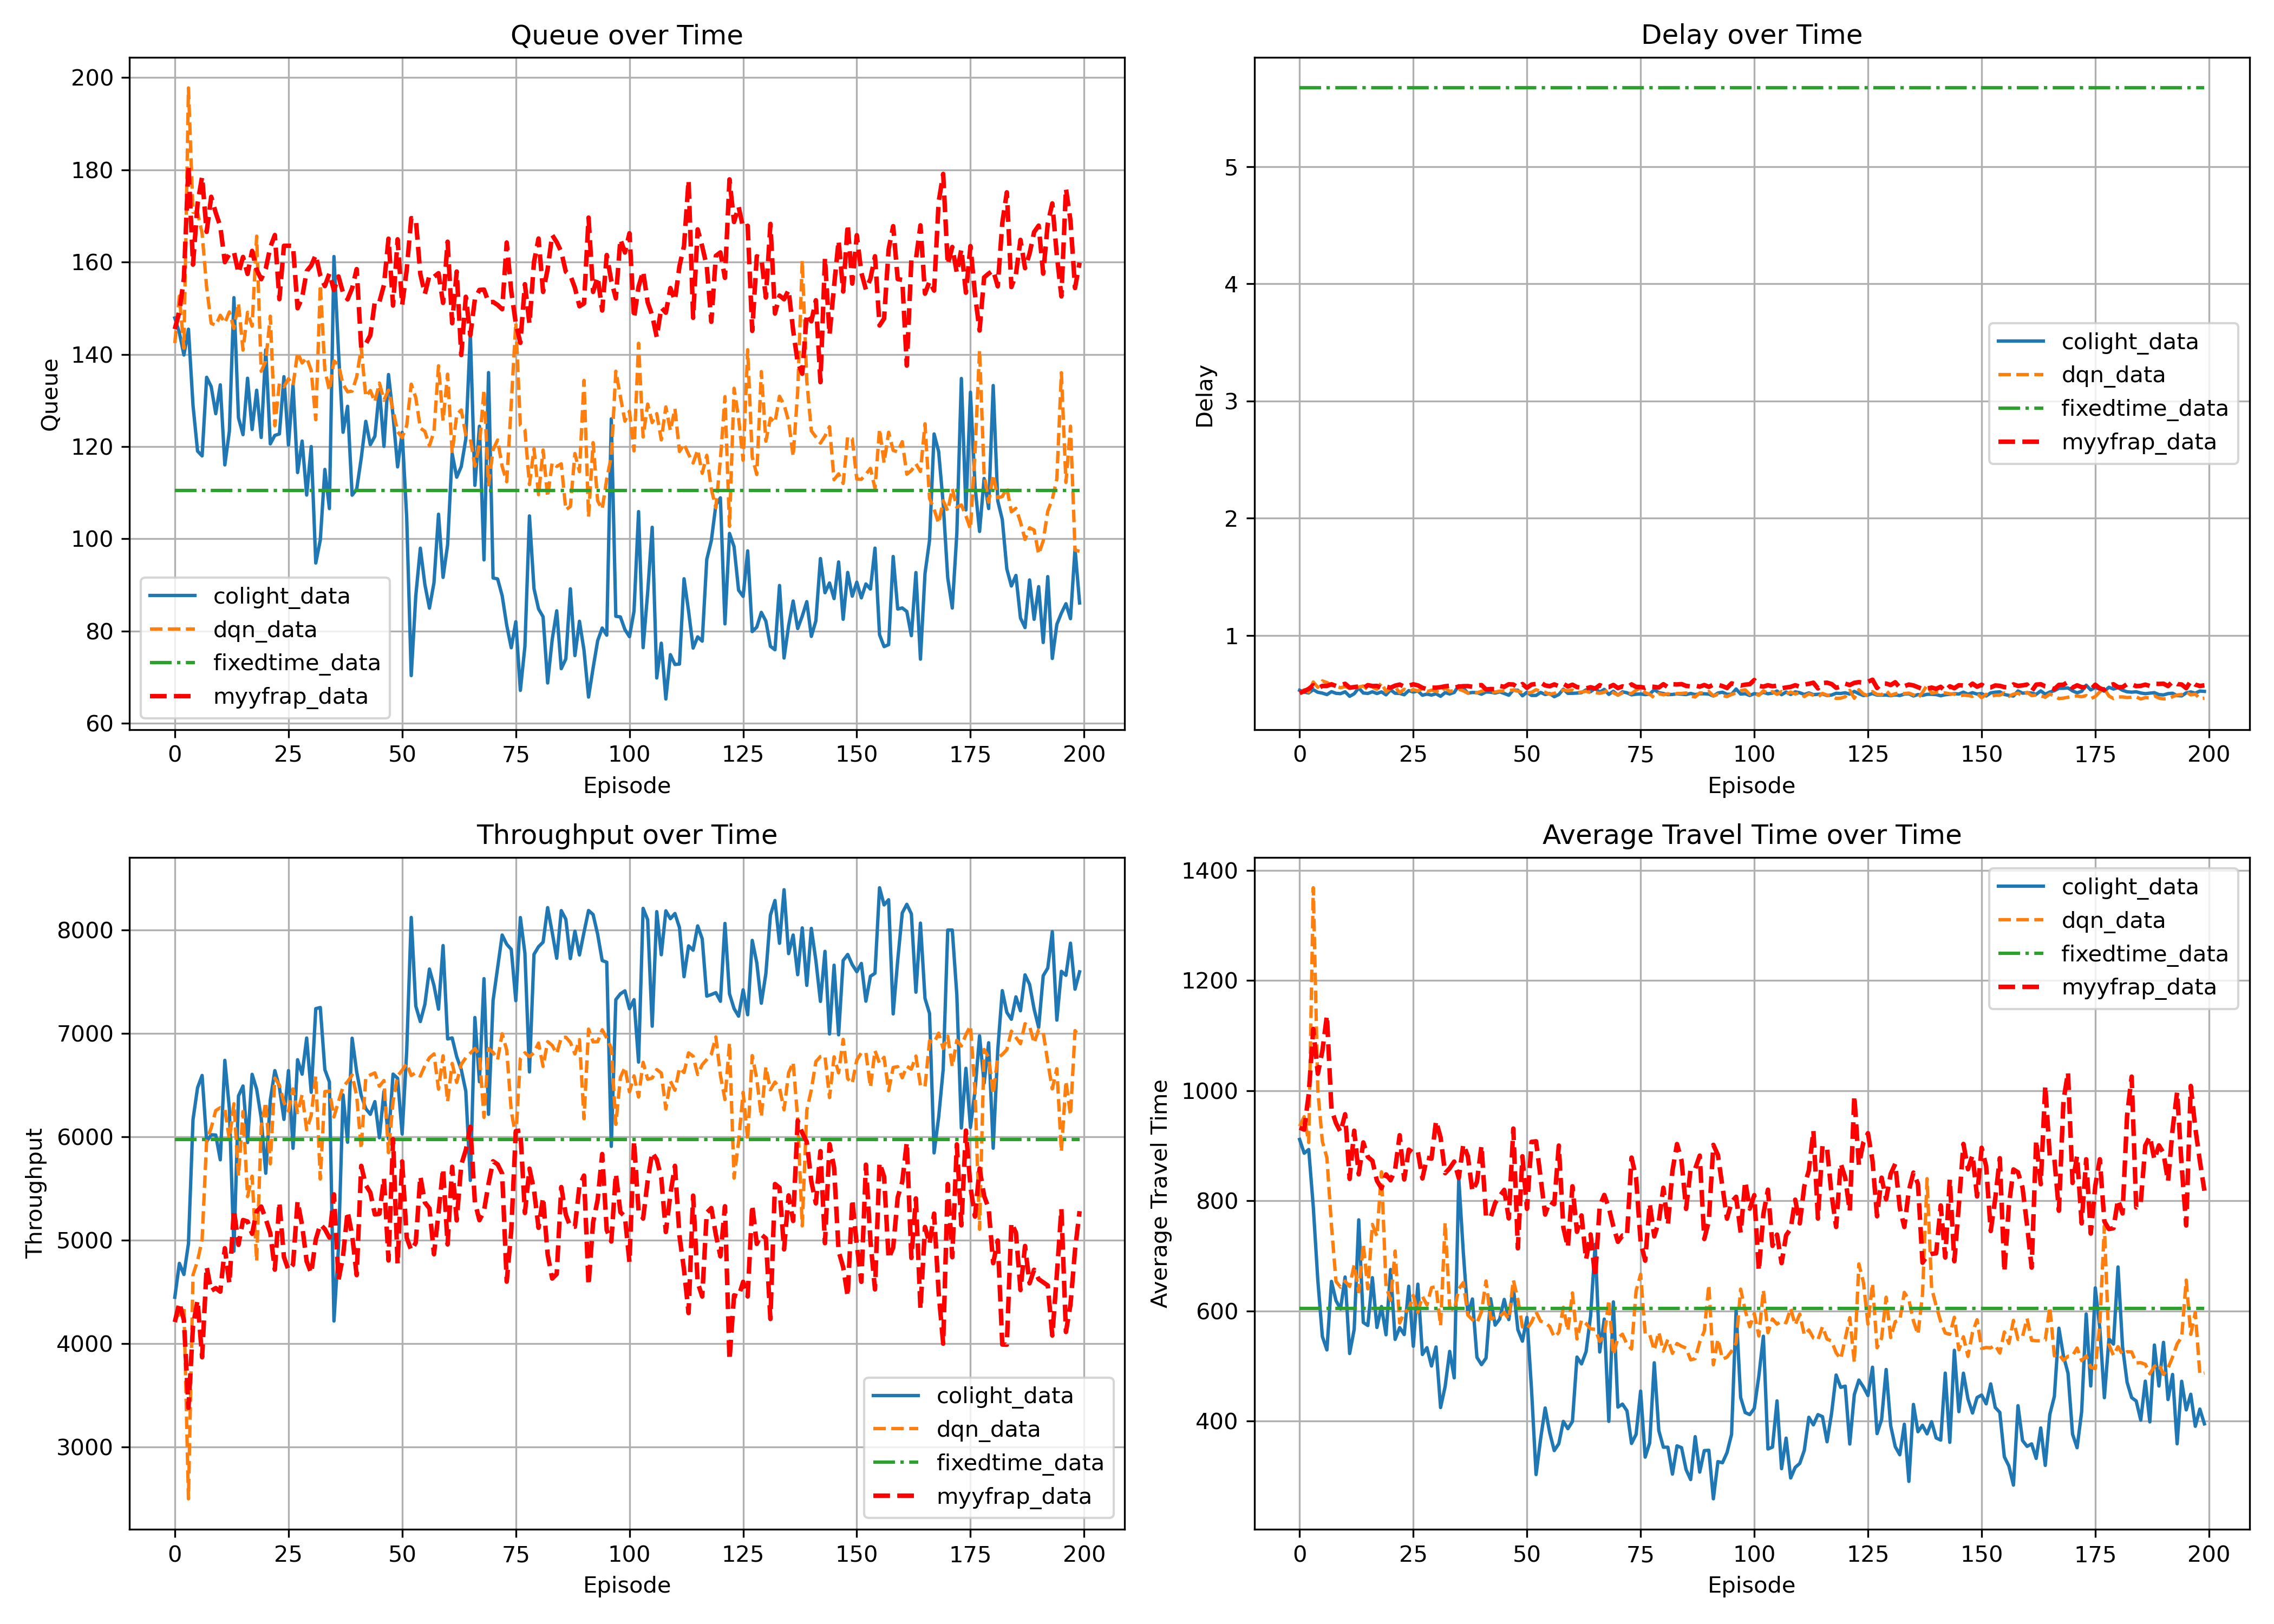 Queue over Time
Queue
200
180
160
140
120
100
80
60
colight_data
dqn_data
fixedtime_data
myyfrap_data
0 25 50 75 100 125 150 175 200
Episode
Delay over Time
Delay
5
4
3
2
1
colight_data
dqn_data
fixedtime_data
myyfrap_data
0 25 50 75 100 125 150 175 200
Episode
Throughput over Time
Throughput
8000
7000
6000
5000
4000
3000
colight_data
dqn_data
fixedtime_data
myyfrap_data
0 25 50 75 100 125 150 175 200
Episode
Average Travel Time over Time
Average Travel Time
1400
1200
1000
800
600
400
colight_data
dqn_data
fixedtime_data
myyfrap_data
0 25 50 75 100 125 150 175 200
Episode